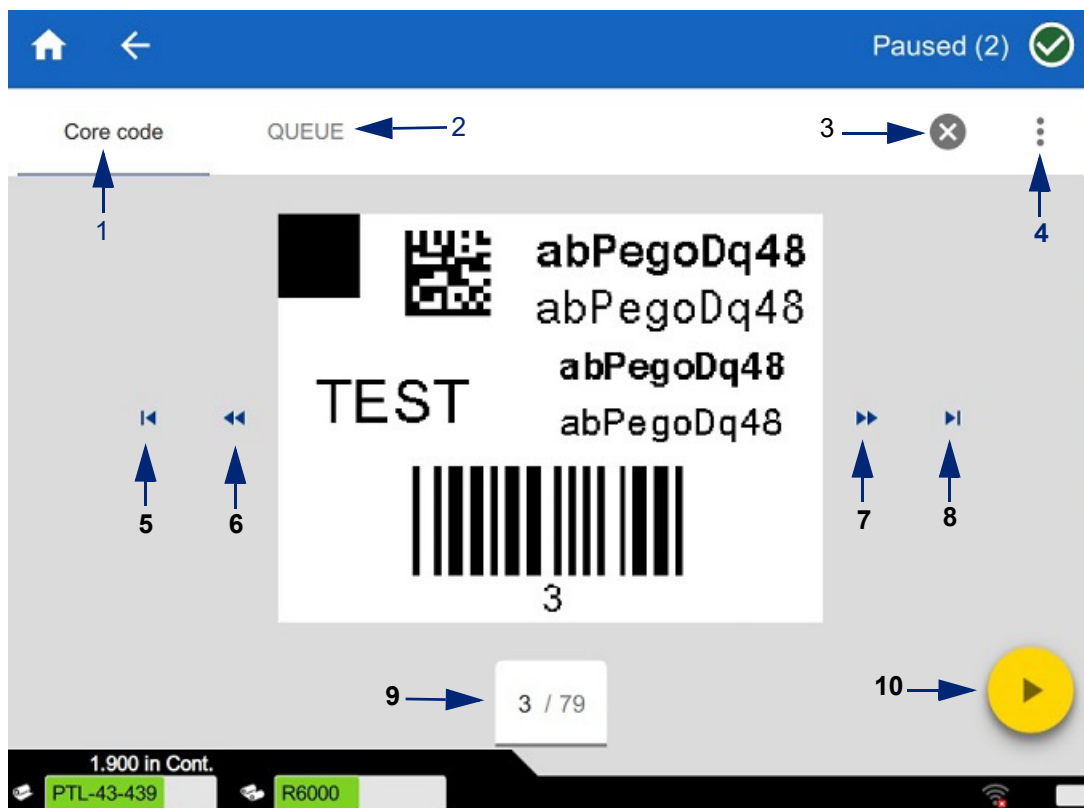 Paused (2)
Core code QUEUE 2 3
1 4
abPegoDq48
abPegoDq48
abPegoDq48
TEST
abPegoDq48
5 6 7 8
3
9 3 / 79 10
1.900 in Cont.
PTL-43-439 R6000